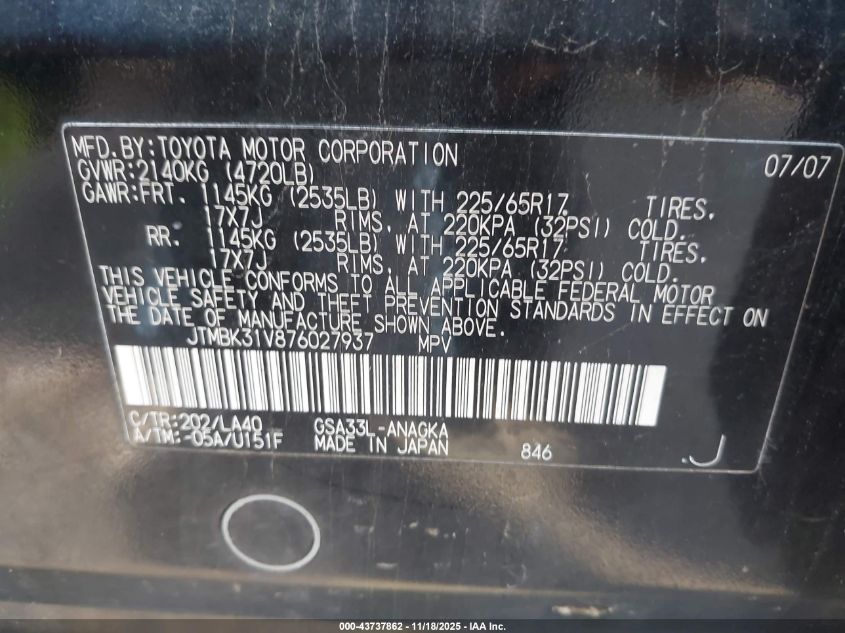 MFD.BY:TOYOTA MOTOR CORPORATION 07/07
GVWR:2140KG (4720LB)
GAWR:FRT. 1145KG (2535LB) WITH 225/65R17 TIRES.
17X7J RIMS, AT 220KPA (32PSI) COLD.
RR. 1145KG (2535LB) WITH 225/65R17 TIRES.
17X7J RIMS, AT 220KPA (32PSI) COLD.
THIS VEHICLE CONFORMS TO ALL APPLICABLE FEDERAL MOTOR
VEHICLE SAFETY AND THEFT PREVENTION STANDARDS IN EFFECT ON
THE DATE OF MANUFACTURE SHOWN ABOVE.
JTMBK31V876027937 MPV
C/TR:202/LA40 GSA33L-ANAGKA
A/TM:-05A/U151F MADE IN JAPAN 846 .J
000-43737862 - 11/18/2025 - IAA Inc.